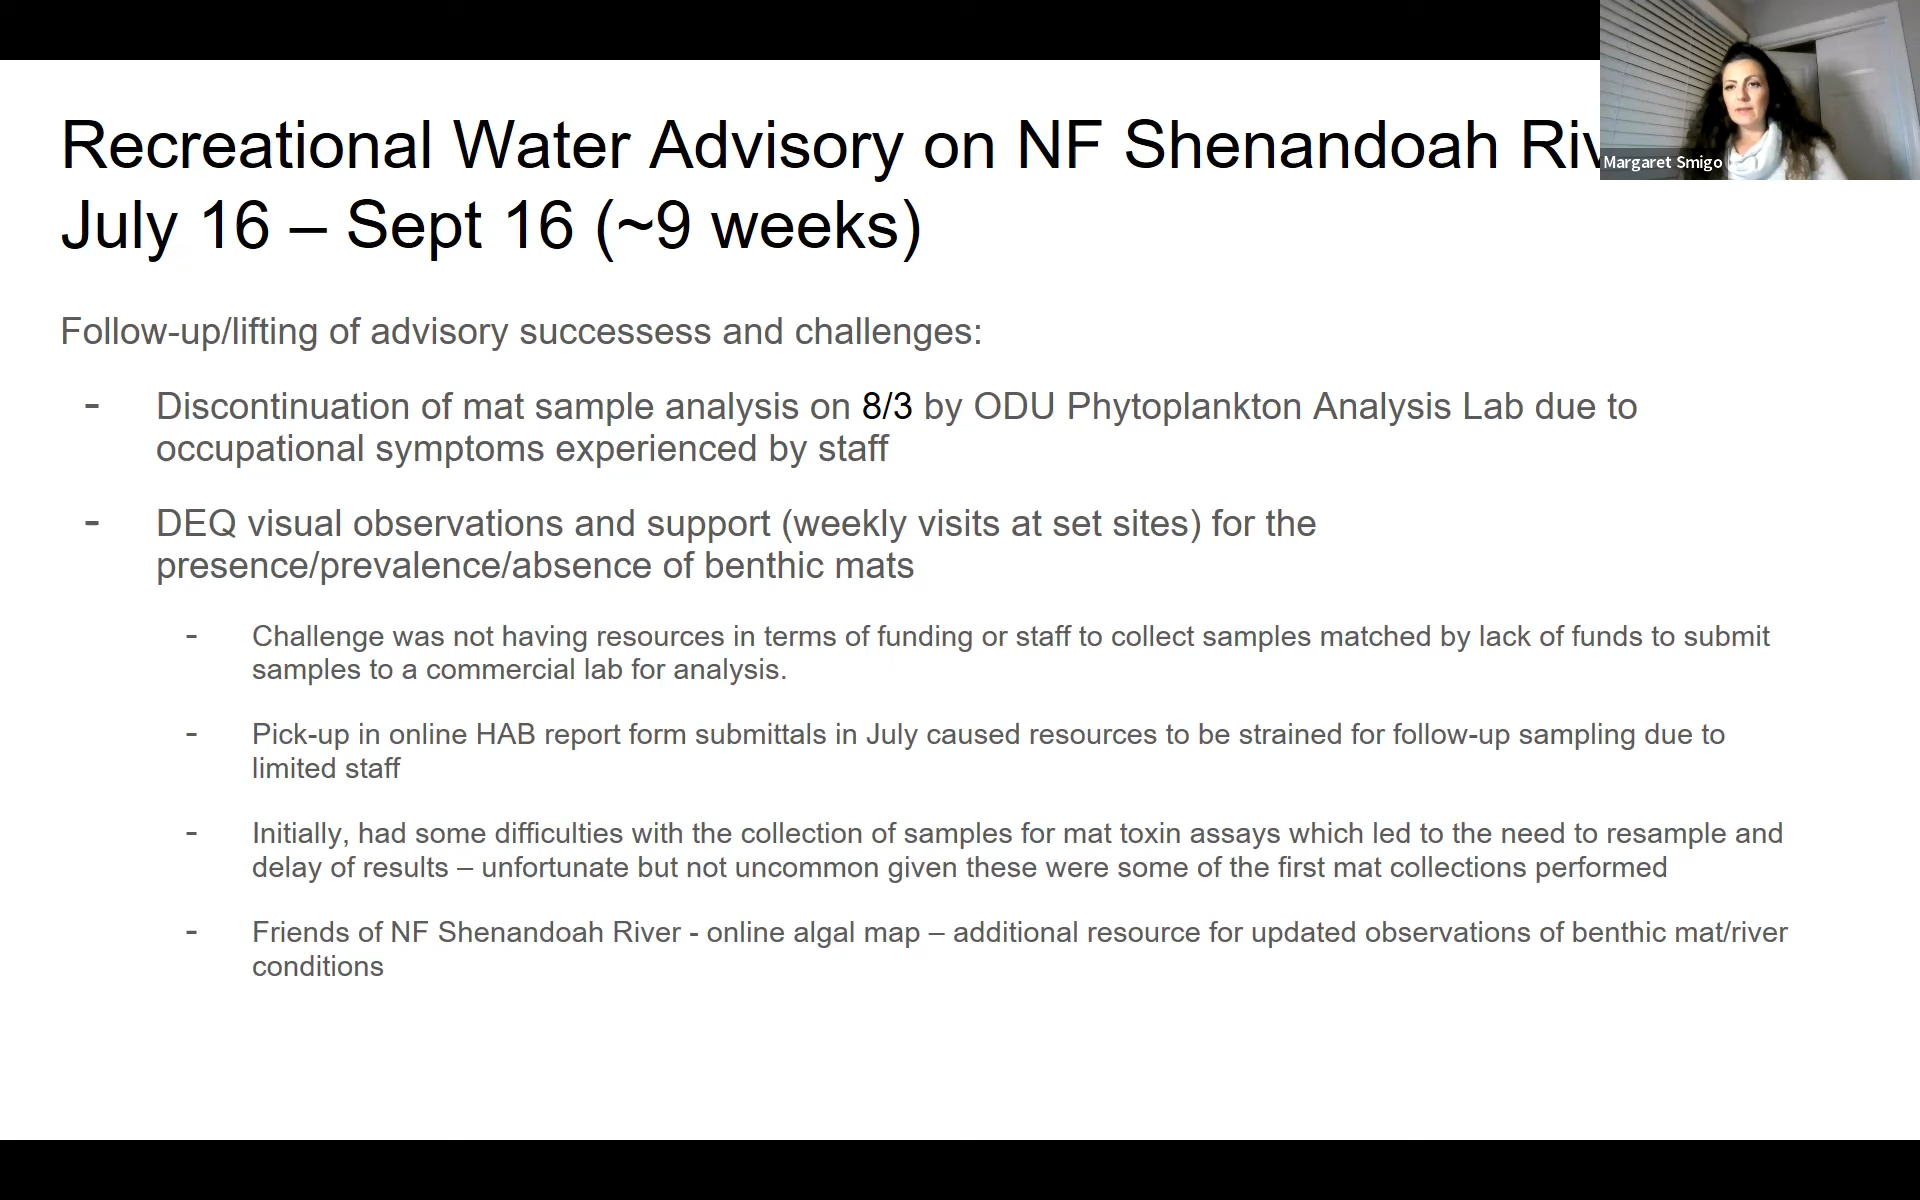 Recreational Water Advisory on NF Shenandoah Riv
July 16 – Sept 16 (~9 weeks)
Margaret Smigo
Follow-up/lifting of advisory successess and challenges:
- Discontinuation of mat sample analysis on 8/3 by ODU Phytoplankton Analysis Lab due to
occupational symptoms experienced by staff
- DEQ visual observations and support (weekly visits at set sites) for the
presence/prevalence/absence of benthic mats
- Challenge was not having resources in terms of funding or staff to collect samples matched by lack of funds to submit
samples to a commercial lab for analysis.
- Pick-up in online HAB report form submittals in July caused resources to be strained for follow-up sampling due to
limited staff
- Initially, had some difficulties with the collection of samples for mat toxin assays which led to the need to resample and
delay of results – unfortunate but not uncommon given these were some of the first mat collections performed
- Friends of NF Shenandoah River - online algal map – additional resource for updated observations of benthic mat/river
conditions